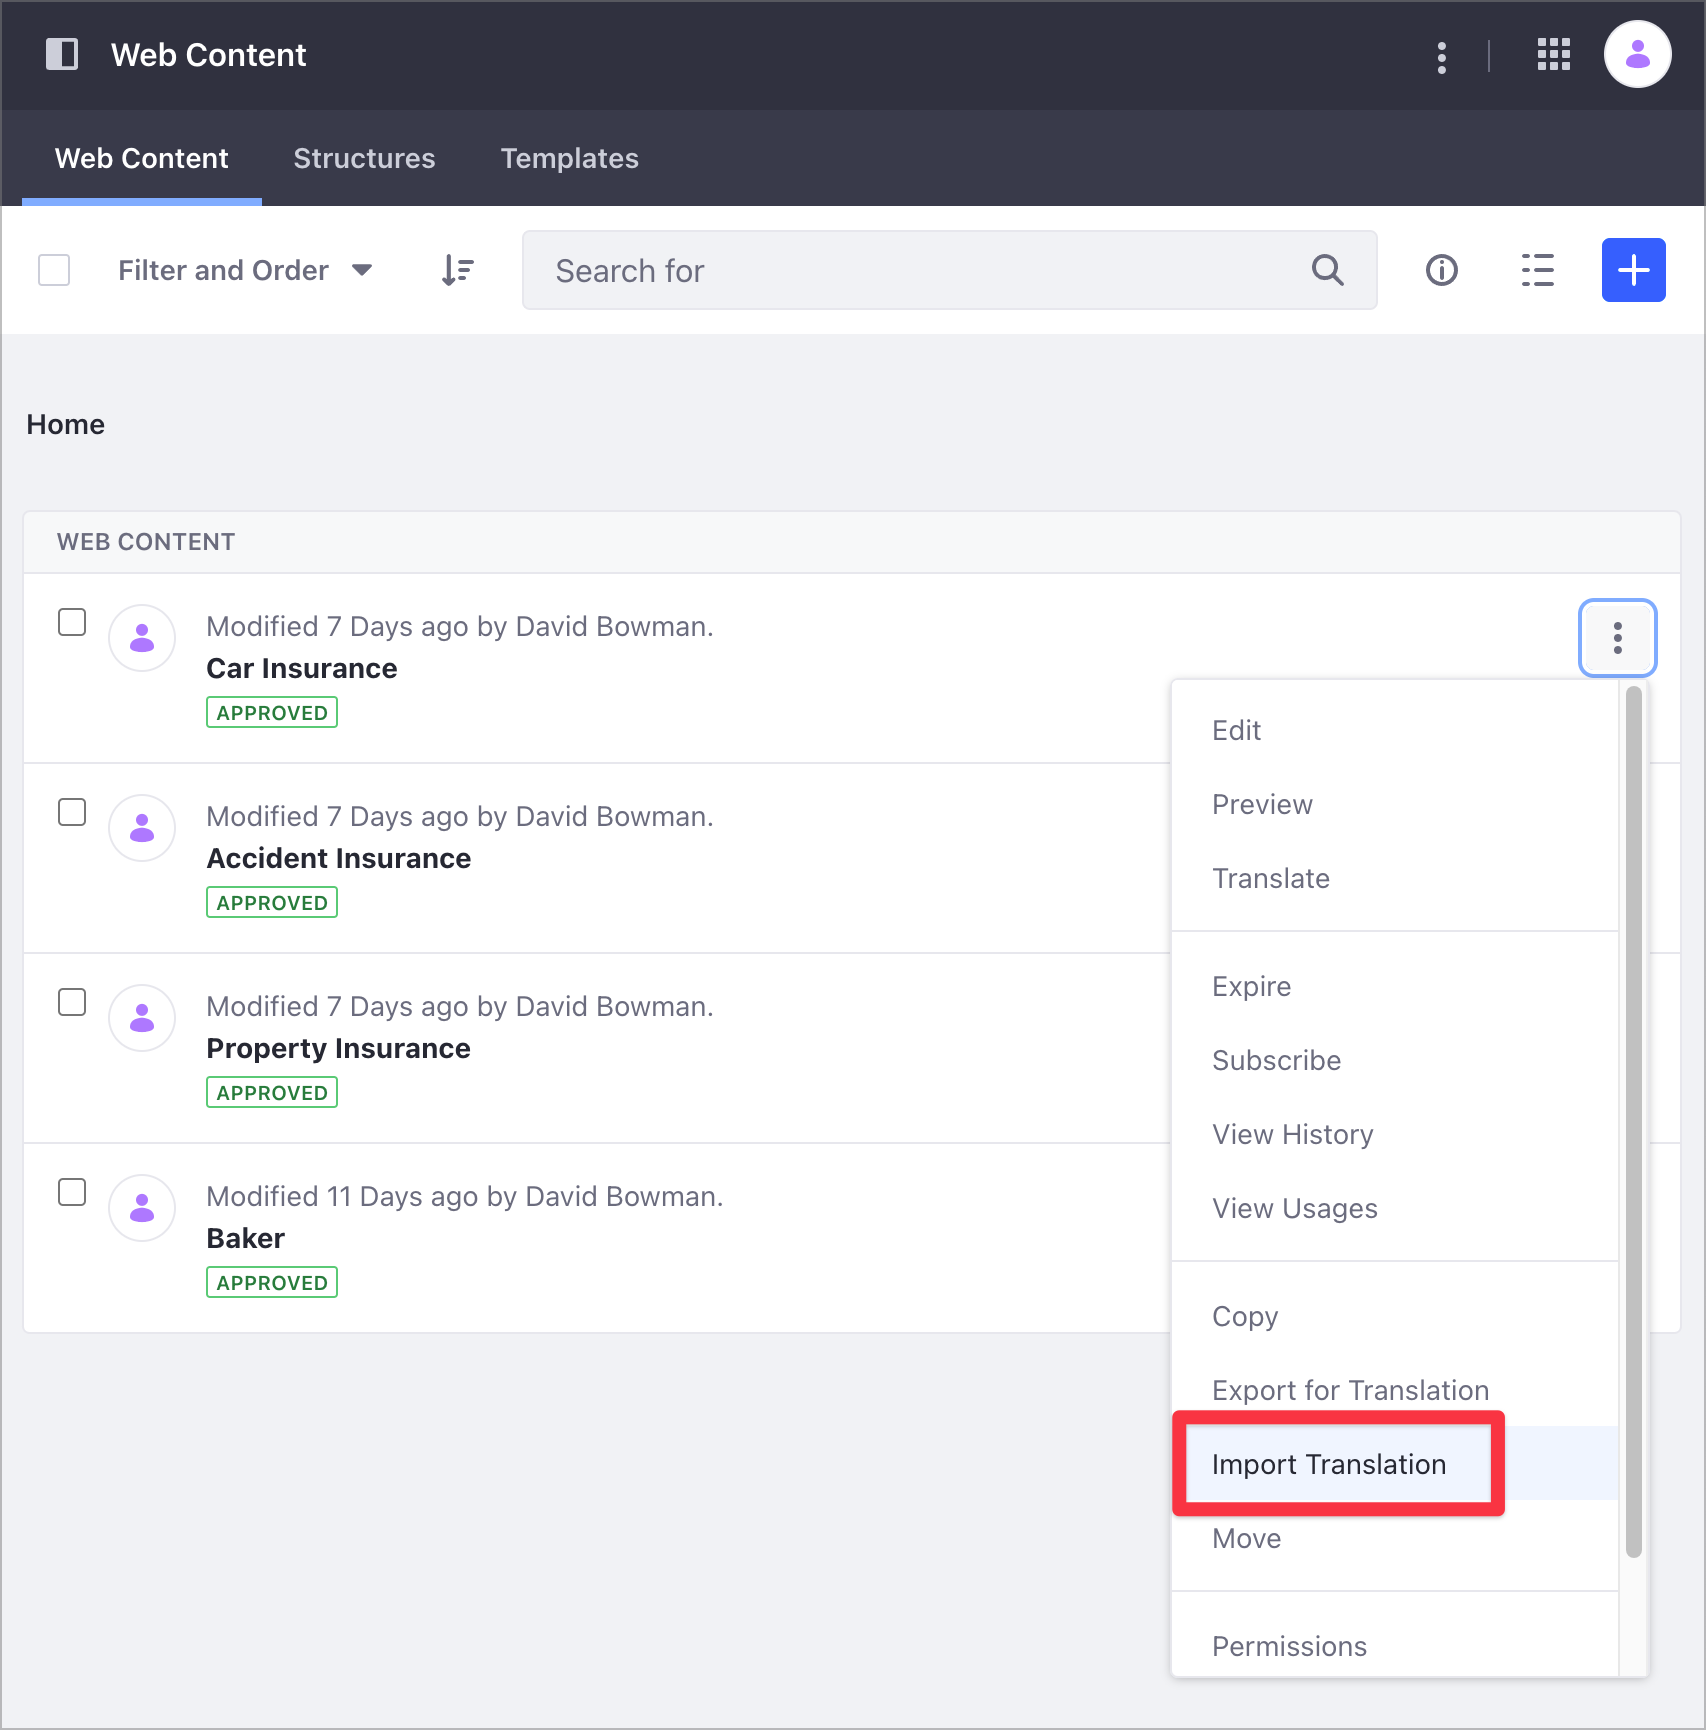 Web Content
Web Content Structures Templates
Filter and Order Search for
Home
WEB CONTENT
Modified 7 Days ago by David Bowman.
Car Insurance
APPROVED
Modified 7 Days ago by David Bowman.
Accident Insurance
APPROVED
Modified 7 Days ago by David Bowman.
Property Insurance
APPROVED
Modified 11 Days ago by David Bowman.
Baker
APPROVED
Edit
Preview
Translate
Expire
Subscribe
View History
View Usages
Copy
Export for Translation
Import Translation
Move
Permissions